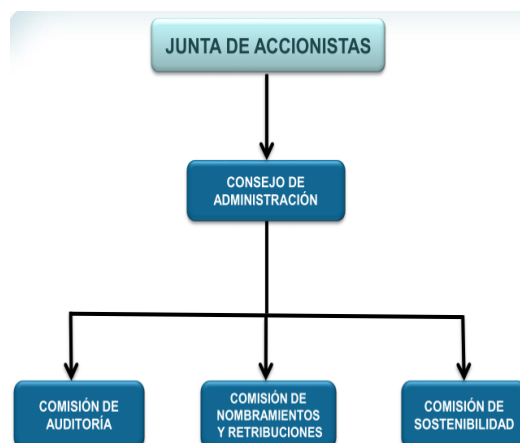 JUNTA DE ACCIONISTAS
CONSEJO DE
ADMINISTRACIÓN
COMISIÓN DE
AUDITORÍA
COMISIÓN DE
NOMBRAMIENTOS
Y RETRIBUCIONES
COMISIÓN DE
SOSTENIBILIDAD